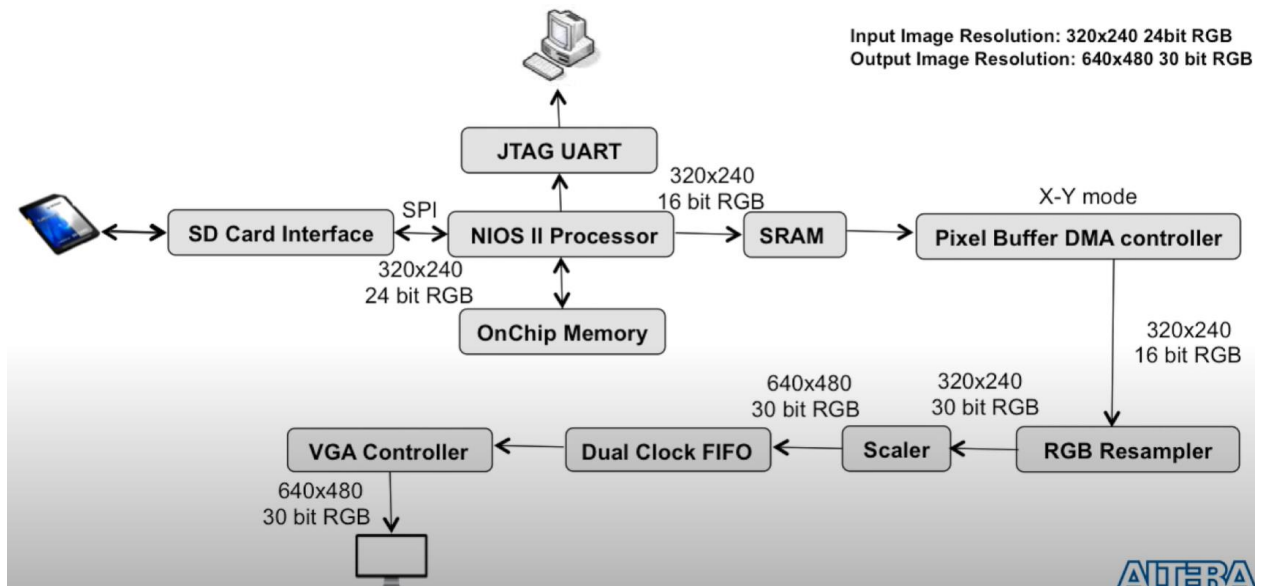 Input Image Resolution: 320x240 24bit RGB
Output Image Resolution: 640x480 30 bit RGB
JTAG UART
320x240
16 bit RGB
X-Y mode
SPI
SD Card Interface
NIOS II Processor
SRAM
Pixel Buffer DMA controller
320x240
24 bit RGB
OnChip Memory
320x240
16 bit RGB
640x480
30 bit RGB
320x240
30 bit RGB
VGA Controller
Dual Clock FIFO
Scaler
RGB Resampler
640x480
30 bit RGB
ALTERA